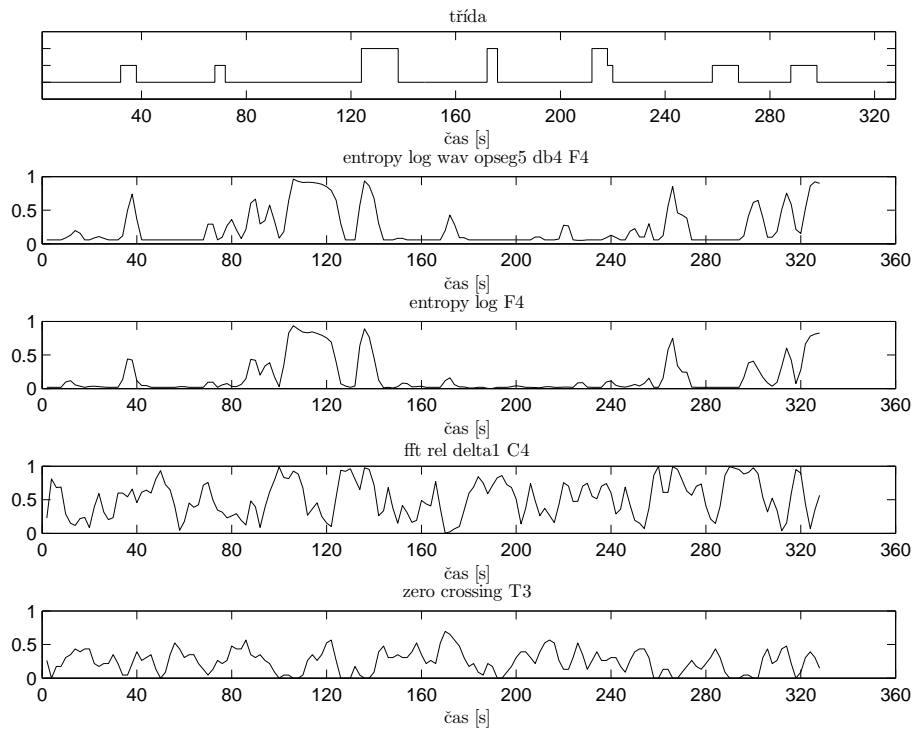 třída
40 80 120 160 200 240 280 320
čas [s]
entropy log wav opseg5 db4 F4
1
0.5
0
0 40 80 120 160 200 240 280 320 360
čas [s]
entropy log F4
1
0.5
0
0 40 80 120 160 200 240 280 320 360
čas [s]
fft rel delta1 C4
1
0.5
0
0 40 80 120 160 200 240 280 320 360
čas [s]
zero crossing T3
1
0.5
0
0 40 80 120 160 200 240 280 320 360
čas [s]